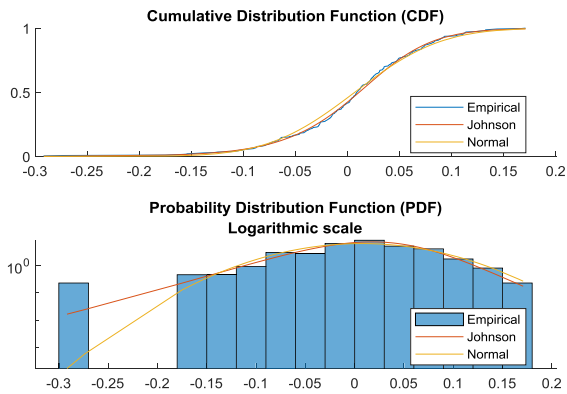 Cumulative Distribution Function (CDF)
1
0.5
0
-0.3 -0.25 -0.2 -0.15 -0.1 -0.05 0 0.05 0.1 0.15 0.2
Empirical
Johnson
Normal
Probability Distribution Function (PDF)
Logarithmic scale
10^0
-0.3 -0.25 -0.2 -0.15 -0.1 -0.05 0 0.05 0.1 0.15 0.2
Empirical
Johnson
Normal